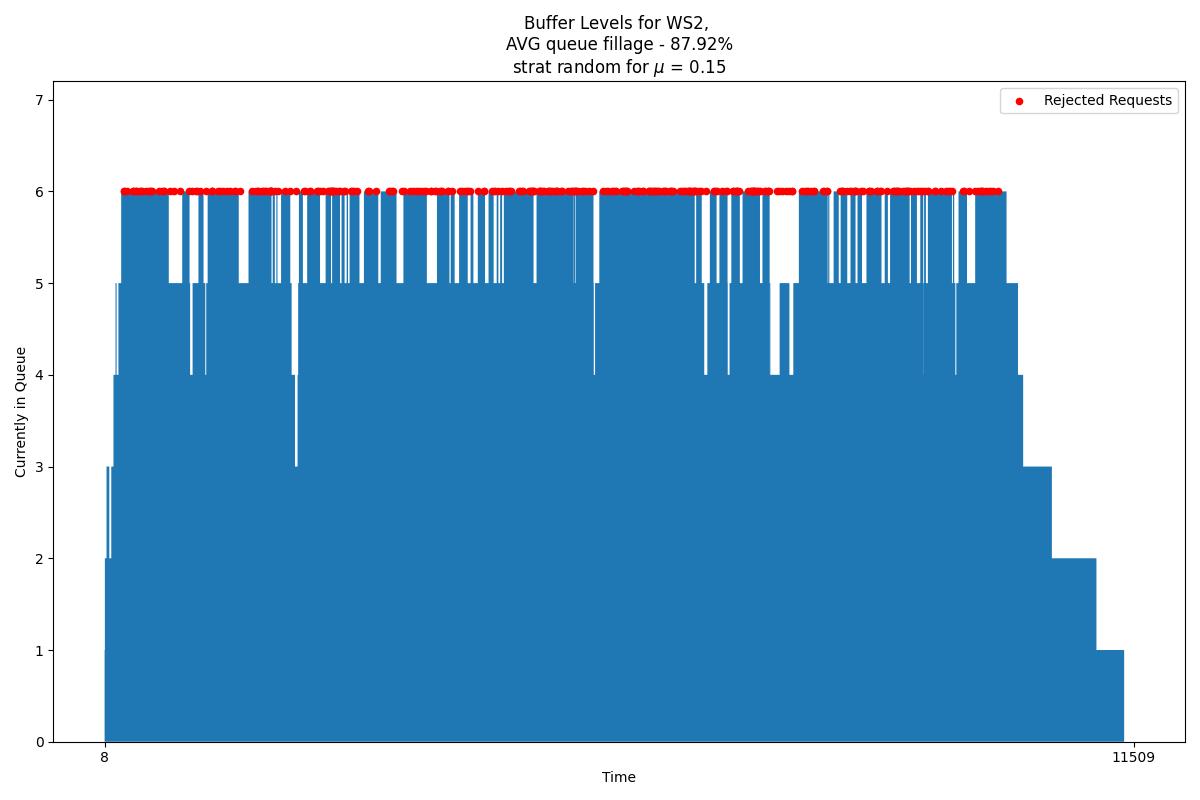 Buffer Levels for WS2,
AVG queue fillage - 87.92%
strat random for μ = 0.15
Rejected Requests
7
6
5
4
3
2
1
0
Currently in Queue
8
11509
Time